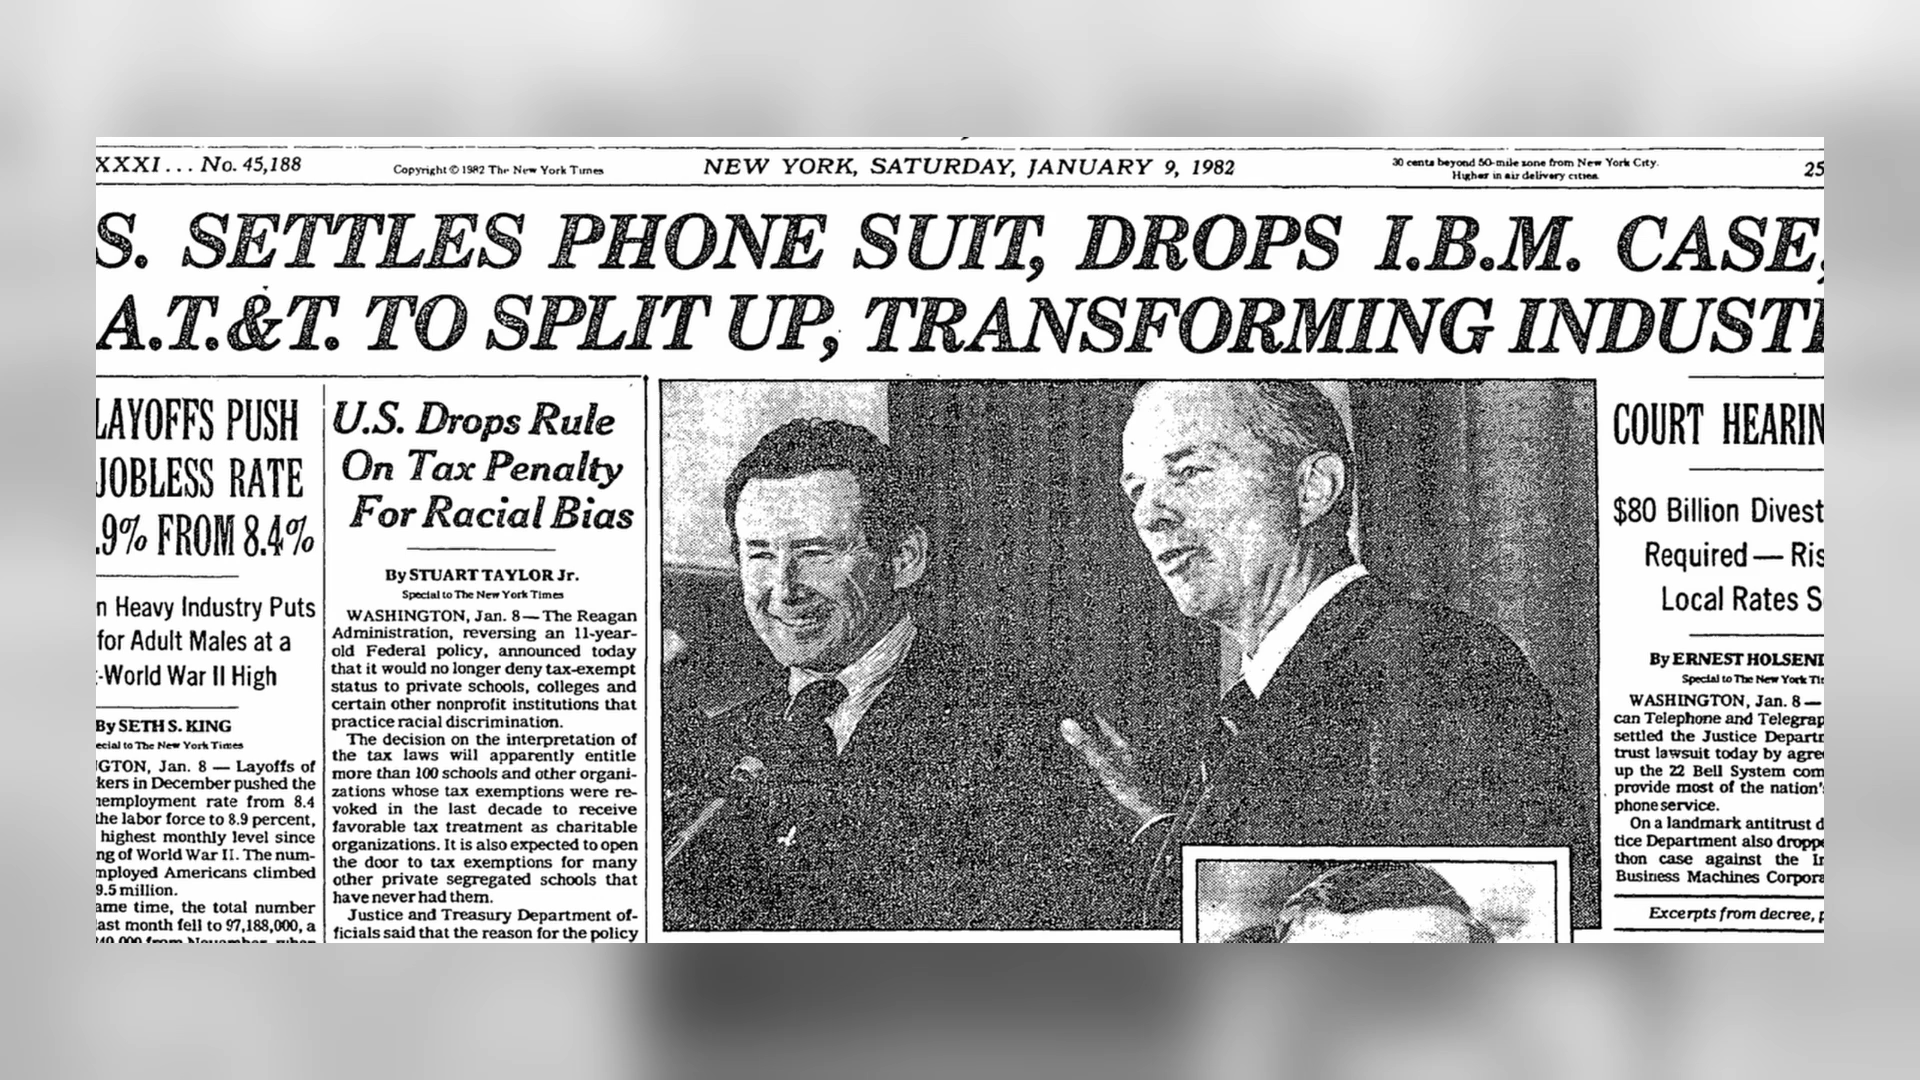 XXXI . . . No. 45,188
Copyright © 1982 The New York Times
NEW YORK, SATURDAY, JANUARY 9, 1982
30 cents beyond 50-mile zone from New York City.
Higher in air delivery cities.
25
S. SETTLES PHONE SUIT, DROPS I.B.M. CASE,
A.T.&T. TO SPLIT UP, TRANSFORMING INDUST
LAYOFFS PUSH
JOBLESS RATE
.9% FROM 8.4%
n Heavy Industry Puts
for Adult Males at a
-World War II High
By SETH S. KING
ecial to The New York Times
GTON, Jan. 8 — Layoffs of
kers in December pushed the
nemployment rate from 8.4
the labor force to 8.9 percent,
highest monthly level since
ng of World War II. The num-
mployed Americans climbed
9.5 million.
ame time, the total number
last month fell to 97,188,000, a
U.S. Drops Rule
On Tax Penalty
For Racial Bias
By STUART TAYLOR Jr.
Special to The New York Times
WASHINGTON, Jan. 8 — The Reagan
Administration, reversing an 11-year-
old Federal policy, announced today
that it would no longer deny tax-exempt
status to private schools, colleges and
certain other nonprofit institutions that
practice racial discrimination.
The decision on the interpretation of
the tax laws will apparently entitle
more than 100 schools and other organi-
zations whose tax exemptions were re-
voked in the last decade to receive
favorable tax treatment as charitable
organizations. It is also expected to open
the door to tax exemptions for many
other private segregated schools that
have never had them.
Justice and Treasury Department of-
ficials said that the reason for the policy
COURT HEARIN
$80 Billion Divest
Required — Ris
Local Rates S
By ERNEST HOLSEND
Special to The New York Ti
WASHINGTON, Jan. 8 —
can Telephone and Telegrap
settled the Justice Departm
trust lawsuit today by agre
up the 22 Bell System com
provide most of the nation's
phone service.
On a landmark antitrust d
tice Department also droppe
thon case against the In
Business Machines Corpora
Excerpts from decree, p